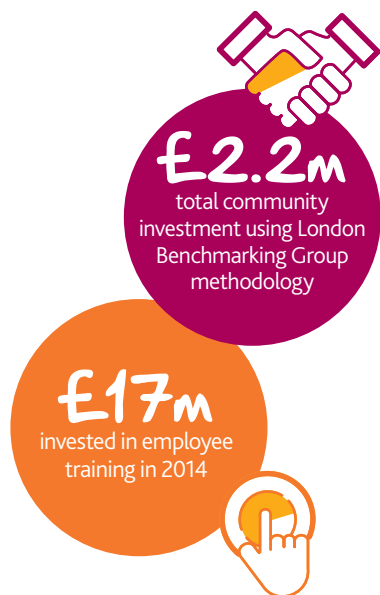 £2.2m
total community
investment using London
Benchmarking Group
methodology
£17m
invested in employee
training in 2014